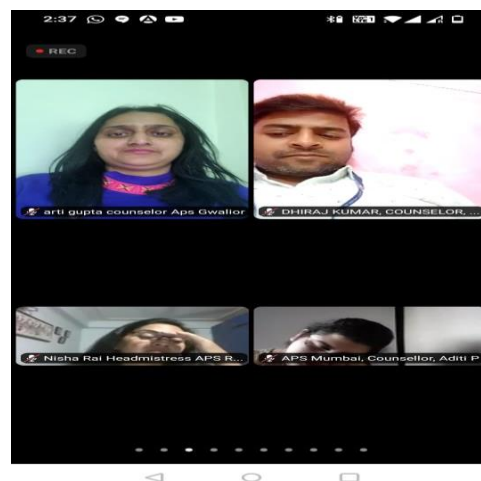 2:37
REC
arti gupta counselor Aps Gwalior
DHIRAJ KUMAR, COUNSELOR, ...
Nisha Rai Headmistress APS R...
APS Mumbai, Counsellor, Aditi P